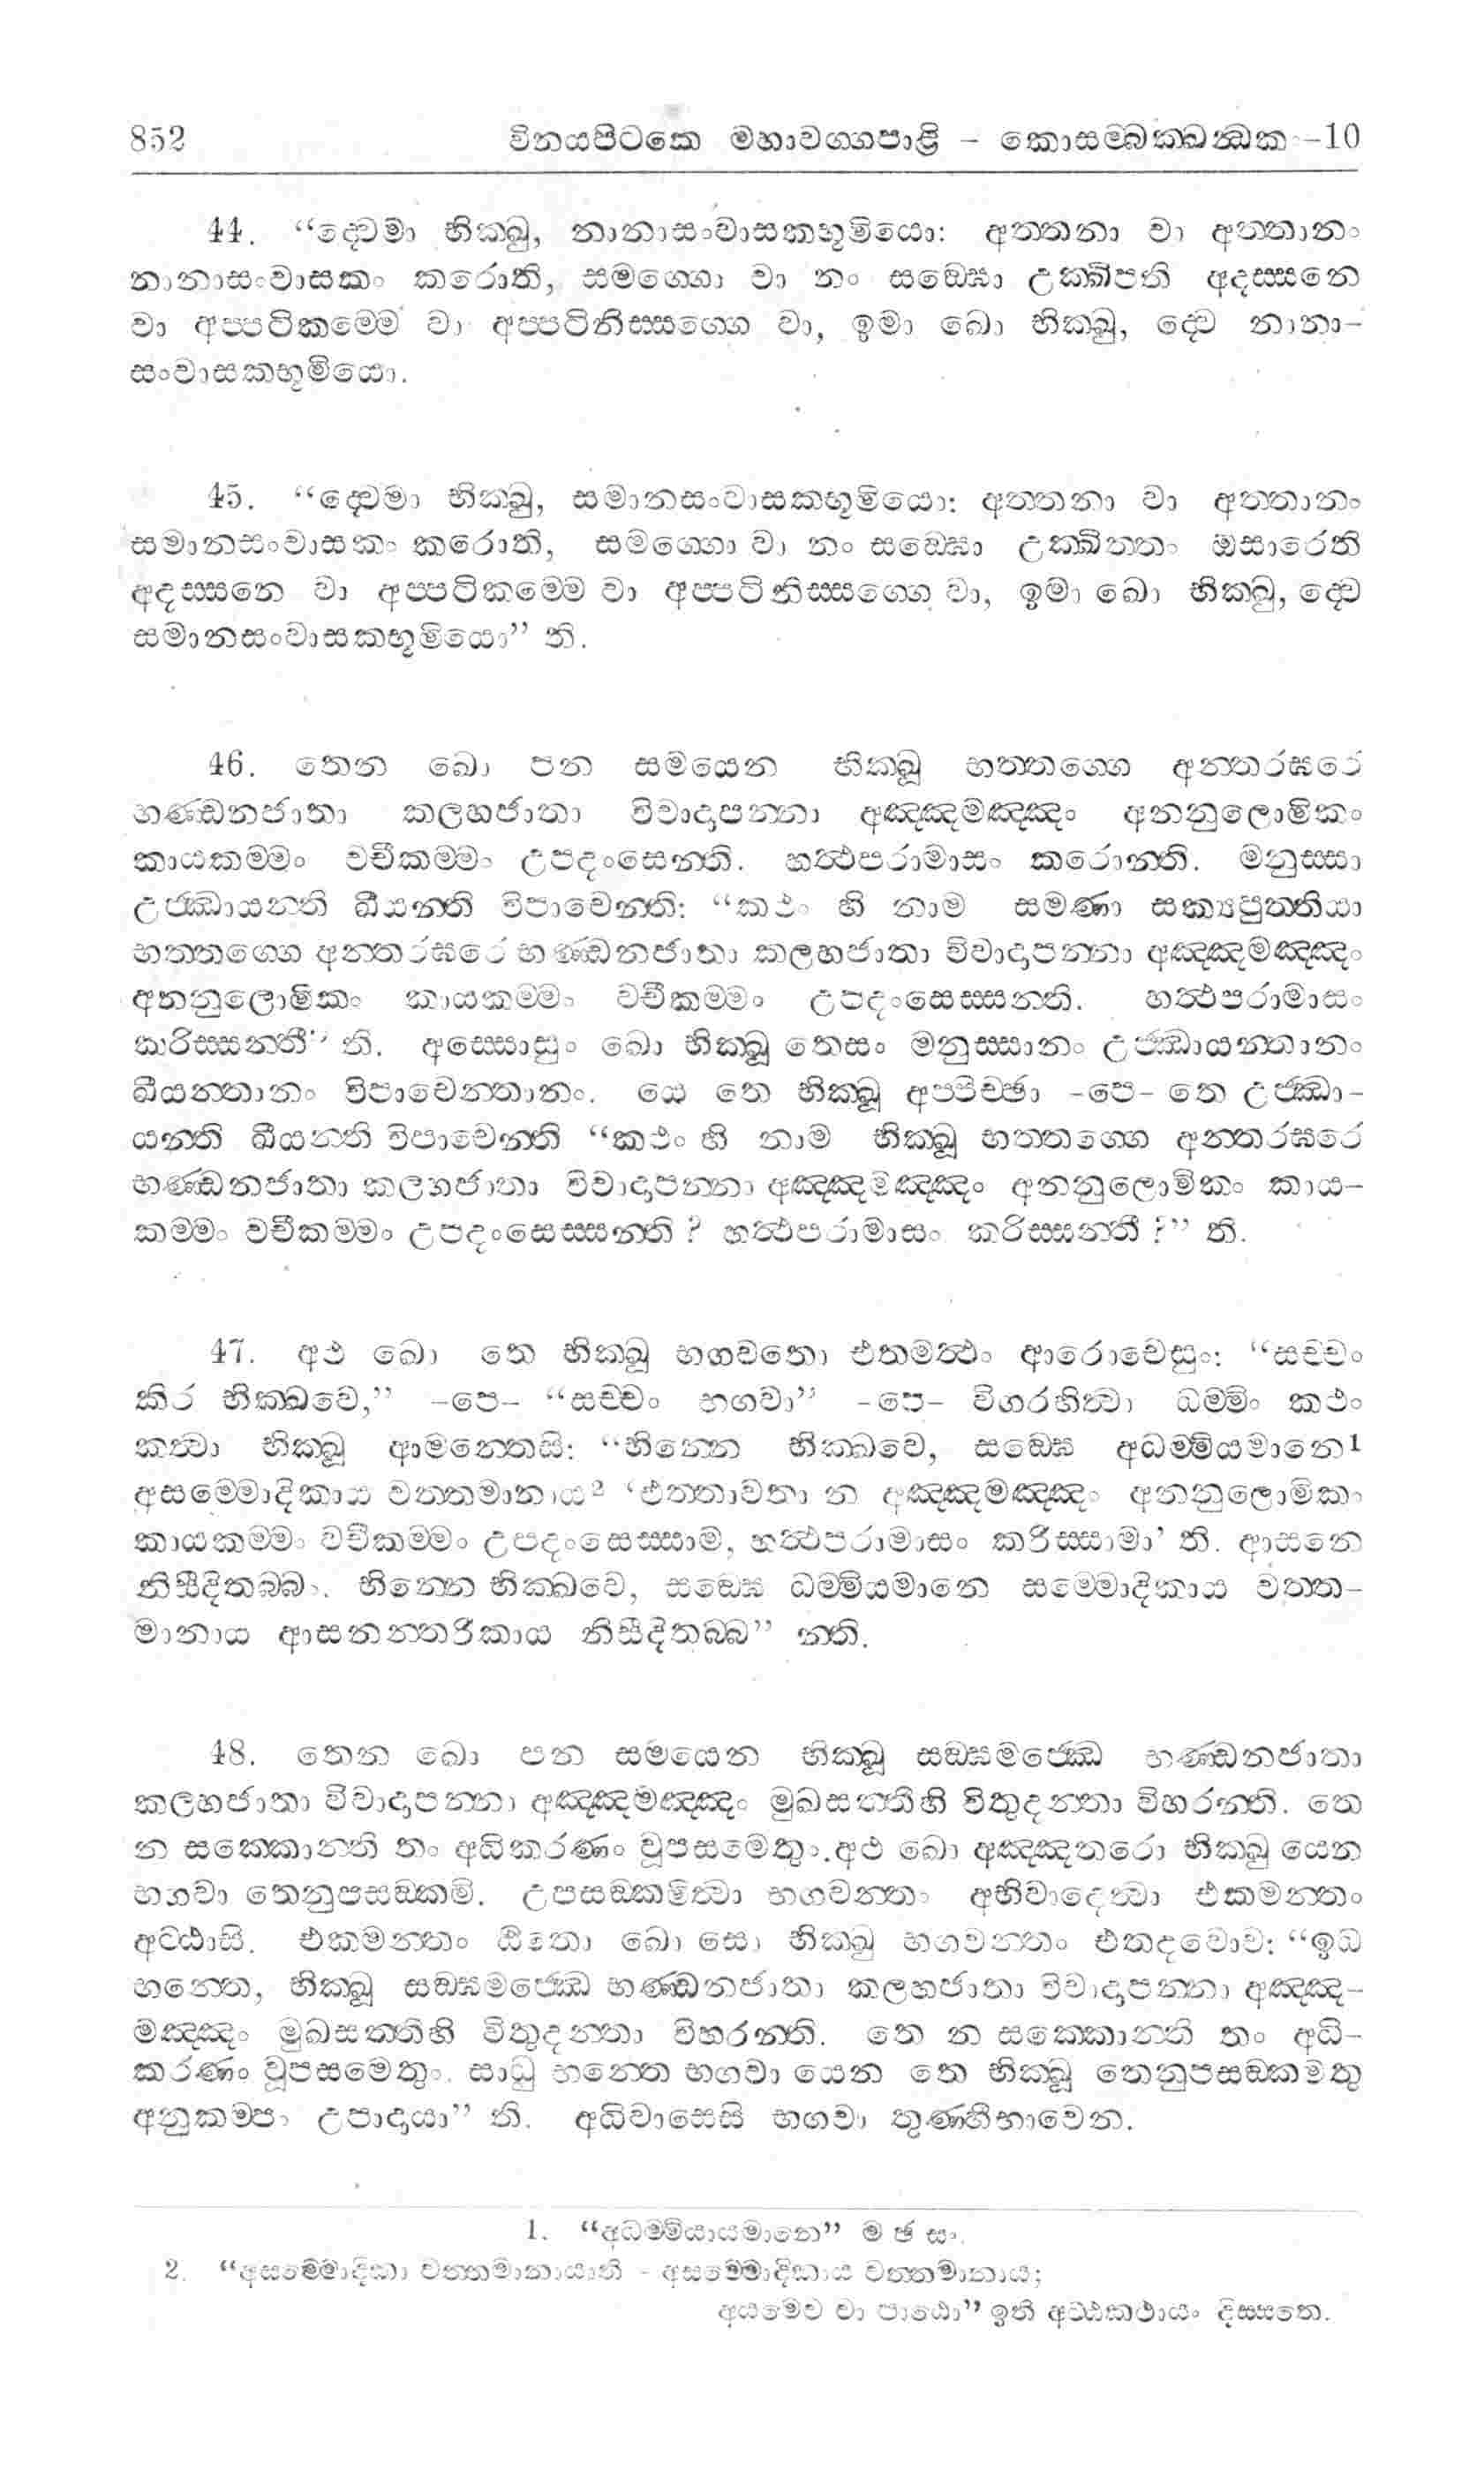 852 විනයපිටකෙ මහාවග්ගපාළි – කොසම්බක්ඛන්ධක –10
44. “ද්වෙමා භික්ඛු, නානාසංවාසකභූමියො: අත්තනා වා අත්තානං
නානාසංවාසකං කරොති, සමග්ගො වා නං සඞ්ඝො උක්ඛිපති අදස්සනෙ
වා අප්පටිකම්මෙ වා අප්පටිනිස්සග්ගෙ වා, ඉමා ඛො භික්ඛු, ද්වෙ නානා-
සංවාසකභූමියො.
45. “ද්වෙමා භික්ඛු, සමානසංවාසකභූමියො: අත්තනා වා අත්තානං
සමානසංවාසකං කරොති, සමග්ගො වා නං සඞ්ඝො උක්ඛිත්තං ඔසාරෙති
අදස්සනෙ වා අප්පටිකම්මෙ වා අප්පටිනිස්සග්ගෙ වා, ඉමා ඛො භික්ඛු, ද්වෙ
සමානසංවාසකභූමියො” ති.
46. තෙන ඛො පන සමයෙන භික්ඛූ භත්තග්ගෙ අන්තරඝරෙ
භණ්ඩනජාතා කලහජාතා විවාදාපන්නා අඤ්ඤමඤ්ඤං අනනුලොමිකං
කායකම්මං වචීකම්මං උපදංසෙන්ති. හත්ථපරාමාසං කරොන්ති. මනුස්සා
උජ්ඣායන්ති ඛීයන්ති විපාචෙන්ති: “කථං හි නාම සමණා සක්‍යපුත්තියා
භත්තග්ගෙ අන්තරඝරෙ භණ්ඩනජාතා කලහජාතා විවාදාපන්නා අඤ්ඤමඤ්ඤං
අනනුලොමිකං කායකම්මං වචීකම්මං උපදංසෙස්සන්ති. හත්ථපරාමාසං
කරිස්සන්තී” ති. අස්සොසුං ඛො භික්ඛූ තෙසං මනුස්සානං උජ්ඣායන්තානං
ඛීයන්තානං විපාචෙන්තානං. යෙ තෙ භික්ඛූ අප්පිච්ඡා -පෙ- තෙ උජ්ඣා-
යන්ති ඛීයන්ති විපාචෙන්ති “කථං හි නාම භික්ඛූ භත්තග්ගෙ අන්තරඝරෙ
භණ්ඩනජාතා කලහජාතා විවාදාපන්නා අඤ්ඤමඤ්ඤං අනනුලොමිකං කාය-
කම්මං වචීකම්මං උපදංසෙස්සන්ති ? හත්ථපරාමාසං කරිස්සන්තී ?” ති.
47. අථ ඛො තෙ භික්ඛූ භගවතො එතමත්ථං ආරොචෙසුං: “සච්චං
කිර භික්ඛවෙ,” -පෙ- “සච්චං භගවා” -පෙ- විගරහිත්වා ධම්මිං කථං
කත්වා භික්ඛූ ආමන්තෙසි: “භින්නෙ භික්ඛවෙ, සඞ්ඝෙ අධම්මියමානෙ1
අසම්මොදිකාය වත්තමානාය2 ‘එත්තාවතා න අඤ්ඤමඤ්ඤං අනනුලොමිකං
කායකම්මං වචීකම්මං උපදංසෙස්සාම, හත්ථපරාමාසං කරිස්සාමා’ ති. ආසනෙ
නිසීදිතබ්බං. භින්නෙ භික්ඛවෙ, සඞ්ඝෙ ධම්මියමානෙ සම්මොදිකාය වත්ත-
මානාය ආසනන්තරිකාය නිසීදිතබ්බ” න්ති.
48. තෙන ඛො පන සමයෙන භික්ඛූ සඞ්ඝමජ්ඣෙ භණ්ඩනජාතා
කලහජාතා විවාදාපන්නා අඤ්ඤමඤ්ඤං මුඛසත්තීහි විතුදන්තා විහරන්ති. තෙ
න සක්කොන්ති තං අධිකරණං වූපසමෙතුං. අථ ඛො අඤ්ඤතරො භික්ඛු යෙන
භගවා තෙනුපසඞ්කමි. උපසඞ්කමිත්වා භගවන්තං අභිවාදෙත්වා එකමන්තං
අට්ඨාසි. එකමන්තං ඨිතො ඛො සො භික්ඛු භගවන්තං එතදවොච: “ඉධ
භන්තෙ, භික්ඛූ සඞ්ඝමජ්ඣෙ භණ්ඩනජාතා කලහජාතා විවාදාපන්නා අඤ්ඤ-
මඤ්ඤං මුඛසත්තීහි විතුදන්තා විහරන්ති. තෙ න සක්කොන්ති තං අධි-
කරණං වූපසමෙතුං. සාධු භන්තෙ භගවා යෙන තෙ භික්ඛූ තෙනුපසඞ්කමතු
අනුකම්පං උපාදායා” ති. අධිවාසෙසි භගවා තුණ්හීභාවෙන.
1. “අධම්මියායමානෙ” ම ඡ සං.
2. “අසම්මොදිකා වත්තමානායාති - අසම්මොදිකාය වත්තමානාය;
අයමෙව වා පාඨො” ඉති අට්ඨකථායං දිස්සතෙ.